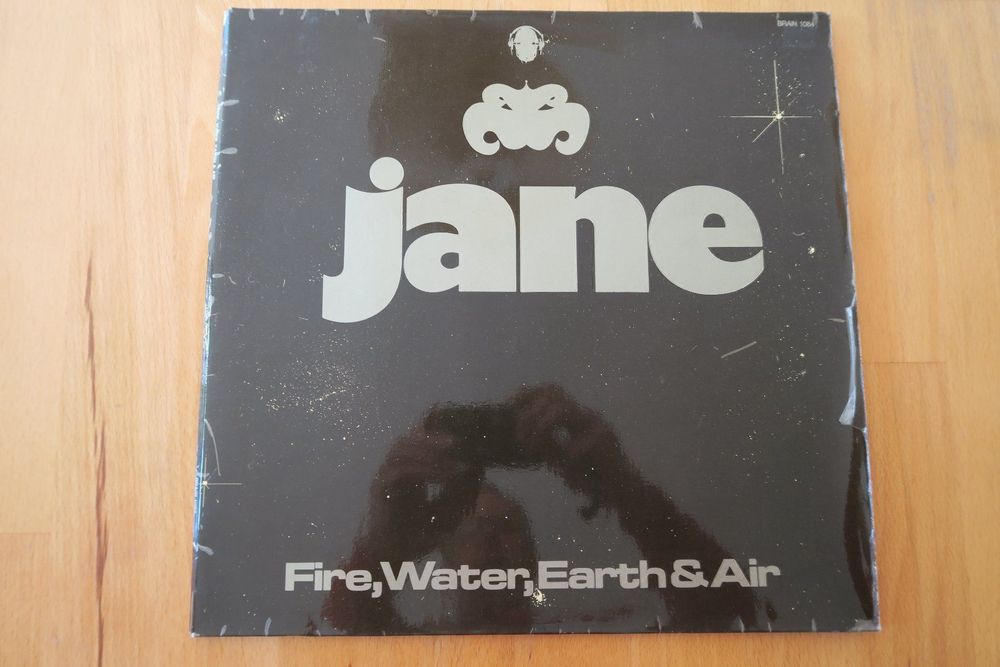 BRAIN 1084
jane
Fire, Water, Earth & Air